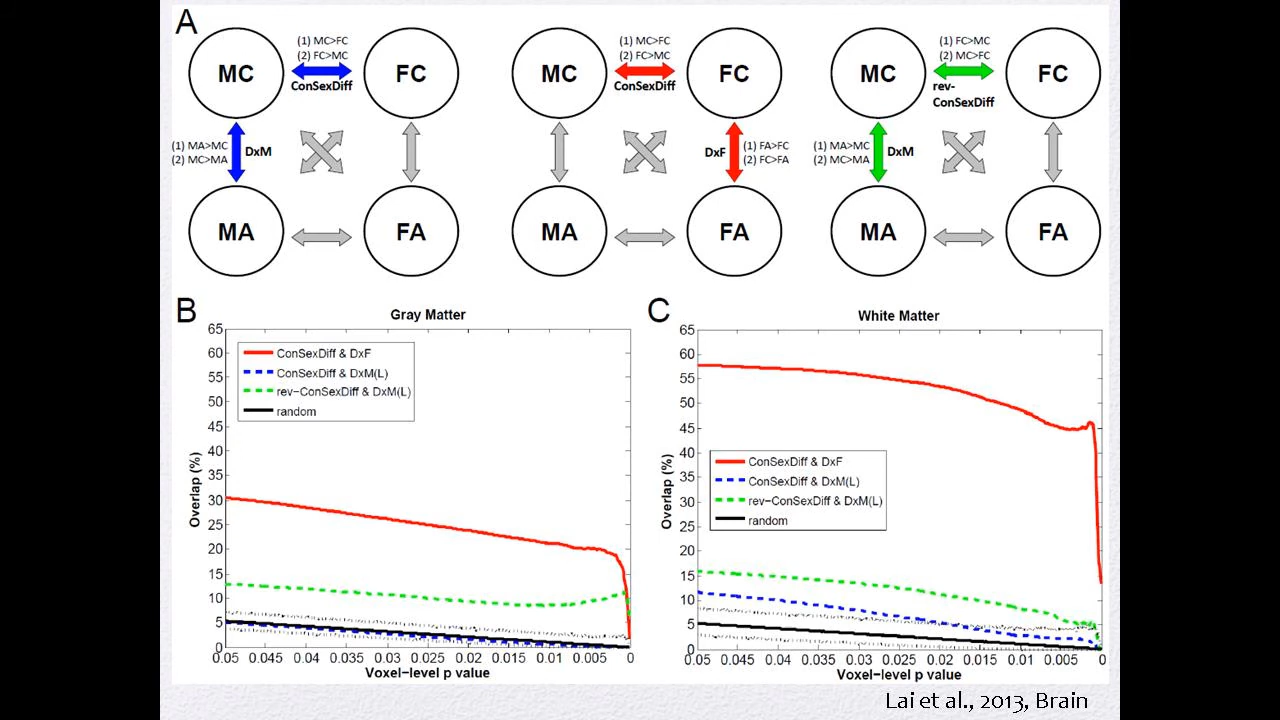 A
MC
(1) MC>FC
(2) FC>MC
ConSexDiff
FC
(1) MA>MC
(2) MC>MA
DxM
MA
FA
MC
(1) MC>FC
(2) FC>MC
ConSexDiff
FC
DxF
(1) FA>FC
(2) FC>FA
MA
FA
MC
(1) FC>MC
(2) MC>FC
rev-
ConSexDiff
FC
(1) MA>MC
(2) MC>MA
DxM
MA
FA
B
Gray Matter
Overlap (%)
65
60
55
50
45
40
35
30
25
20
15
10
5
0
ConSexDiff & DxF
ConSexDiff & DxM(L)
rev-ConSexDiff & DxM(L)
random
0.05 0.045 0.04 0.035 0.03 0.025 0.02 0.015 0.01 0.005 0
Voxel-level p value
C
White Matter
Overlap (%)
65
60
55
50
45
40
35
30
25
20
15
10
5
0
ConSexDiff & DxF
ConSexDiff & DxM(L)
rev-ConSexDiff & DxM(L)
random
0.05 0.045 0.04 0.035 0.03 0.025 0.02 0.015 0.01 0.005 0
Voxel-level p value
Lai et al., 2013, Brain